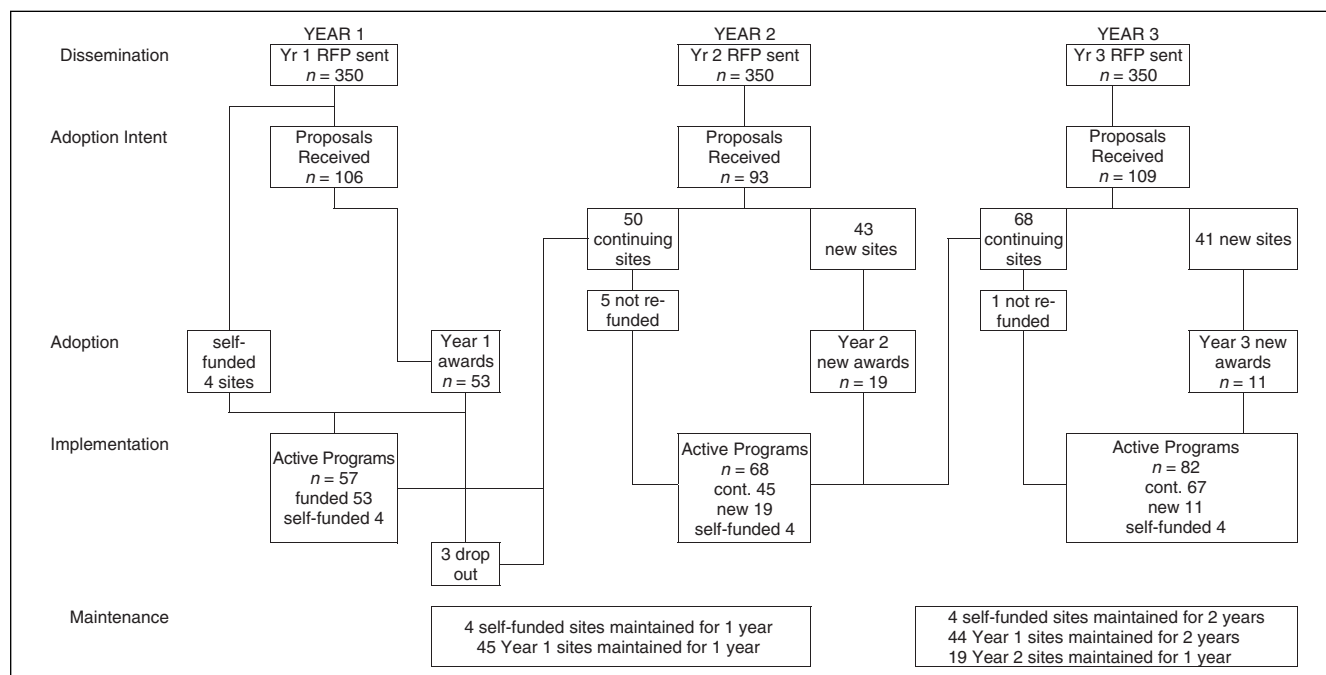 YEAR 1
YEAR 2
YEAR 3
Dissemination
Yr 1 RFP sent
n = 350
Yr 2 RFP sent
n = 350
Yr 3 RFP sent
n = 350
Adoption Intent
Proposals
Received
n = 106
Proposals
Received
n = 93
Proposals
Received
n = 109
50
continuing
sites
43
new sites
68
continuing
sites
41 new sites
5 not re-
funded
1 not re-
funded
Adoption
self-
funded
4 sites
Year 1
awards
n = 53
Year 2
new awards
n = 19
Year 3 new
awards
n = 11
Implementation
Active Programs
n = 57
funded 53
self-funded 4
Active Programs
n = 68
cont. 45
new 19
self-funded 4
Active Programs
n = 82
cont. 67
new 11
self-funded 4
3 drop
out
Maintenance
4 self-funded sites maintained for 1 year
45 Year 1 sites maintained for 1 year
4 self-funded sites maintained for 2 years
44 Year 1 sites maintained for 2 years
19 Year 2 sites maintained for 1 year